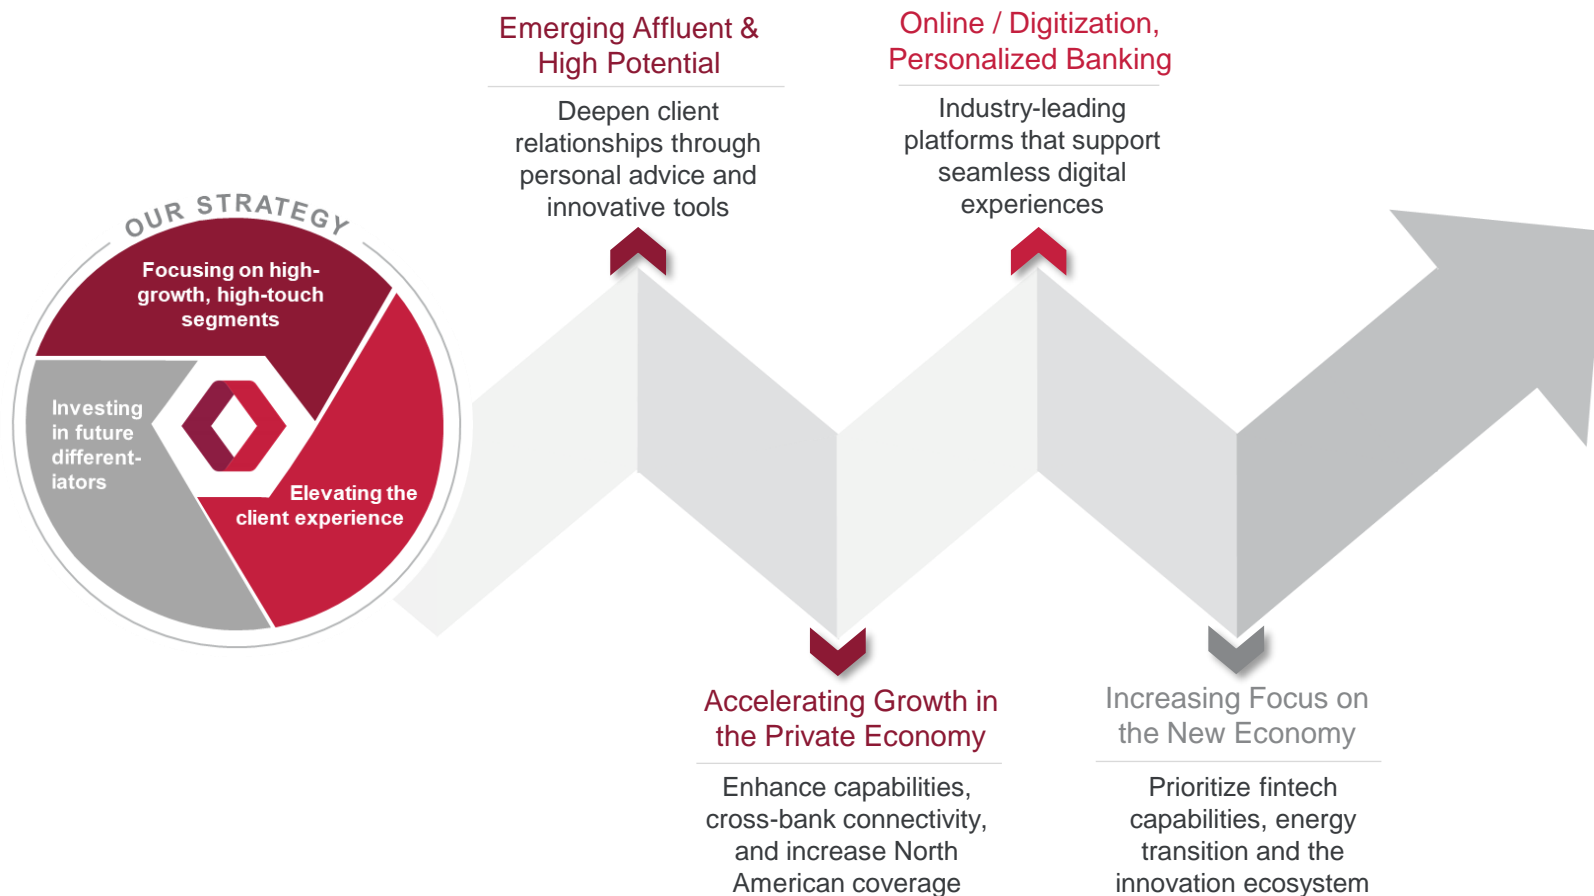 OUR STRATEGY
Focusing on high-
growth, high-touch
segments
Investing
in future
different-
iators
Elevating the
client experience
Emerging Affluent &
High Potential
Deepen client
relationships through
personal advice and
innovative tools
Online / Digitization,
Personalized Banking
Industry-leading
platforms that support
seamless digital
experiences
Accelerating Growth in
the Private Economy
Enhance capabilities,
cross-bank connectivity,
and increase North
American coverage
Increasing Focus on
the New Economy
Prioritize fintech
capabilities, energy
transition and the
innovation ecosystem